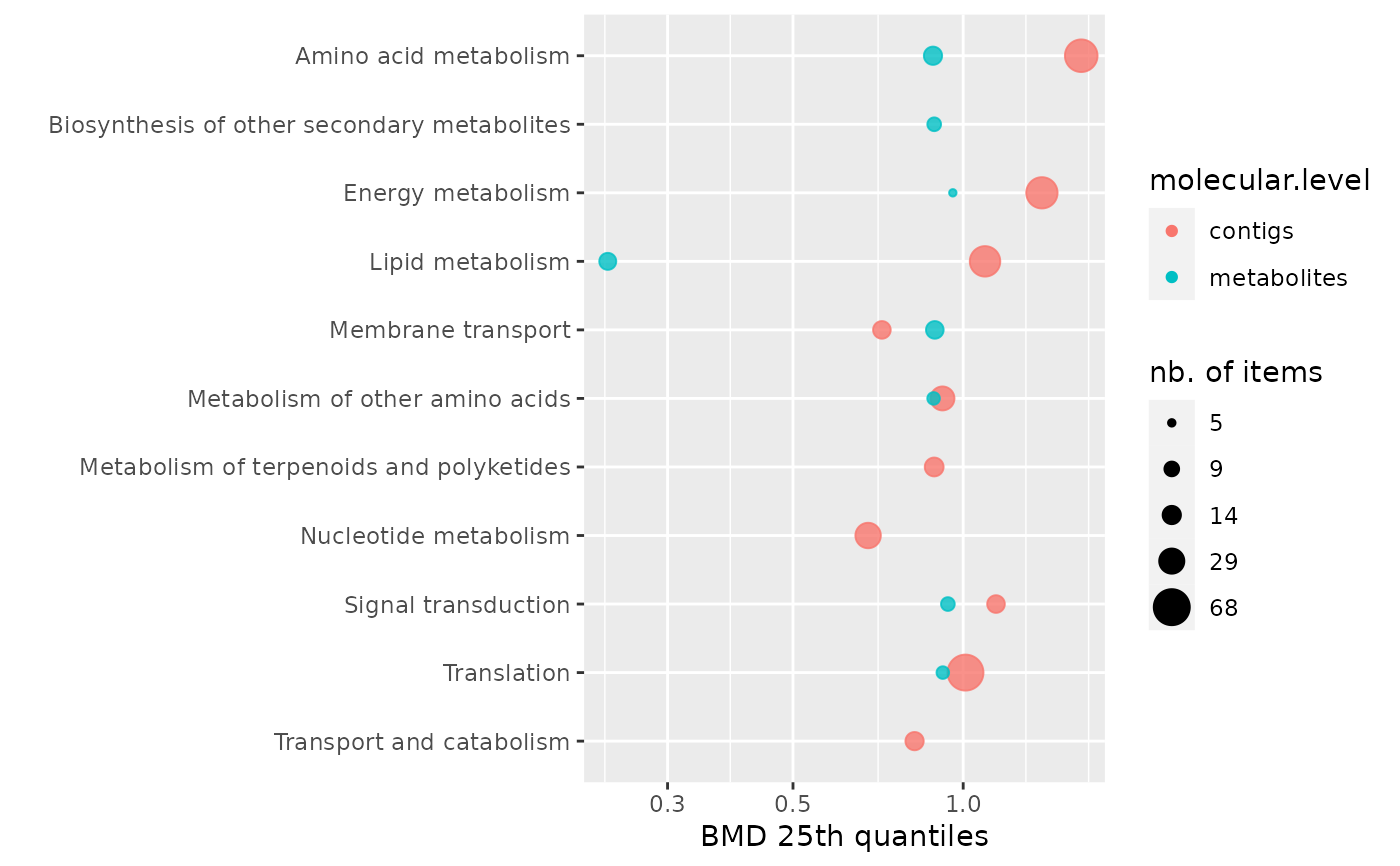 Amino acid metabolism
Biosynthesis of other secondary metabolites
Energy metabolism
Lipid metabolism
Membrane transport
Metabolism of other amino acids
Metabolism of terpenoids and polyketides
Nucleotide metabolism
Signal transduction
Translation
Transport and catabolism
0.3 0.5 1.0
BMD 25th quantiles
molecular.level
contigs
metabolites
nb. of items
5
9
14
29
68